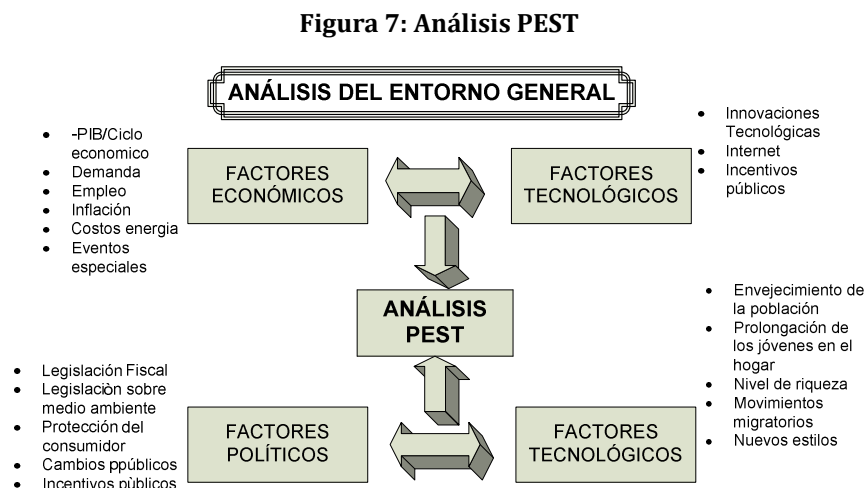 Figura 7: Análisis PEST
ANÁLISIS DEL ENTORNO GENERAL
-PIB/Ciclo
economico
Demanda
Empleo
Inflación
Costos energia
Eventos
especiales
FACTORES
ECONÓMICOS
FACTORES
TECNOLÓGICOS
Innovaciones
Tecnológicas
Internet
Incentivos
públicos
ANÁLISIS
PEST
Legislación Fiscal
Legislaciòn sobre
medio ambiente
Protección del
consumidor
Cambios ppúblicos
Incentivos pùblicos
FACTORES
POLÍTICOS
FACTORES
TECNOLÓGICOS
Envejecimiento de
la población
Prolongación de
los jóvenes en el
hogar
Nivel de riqueza
Movimientos
migratorios
Nuevos estilos